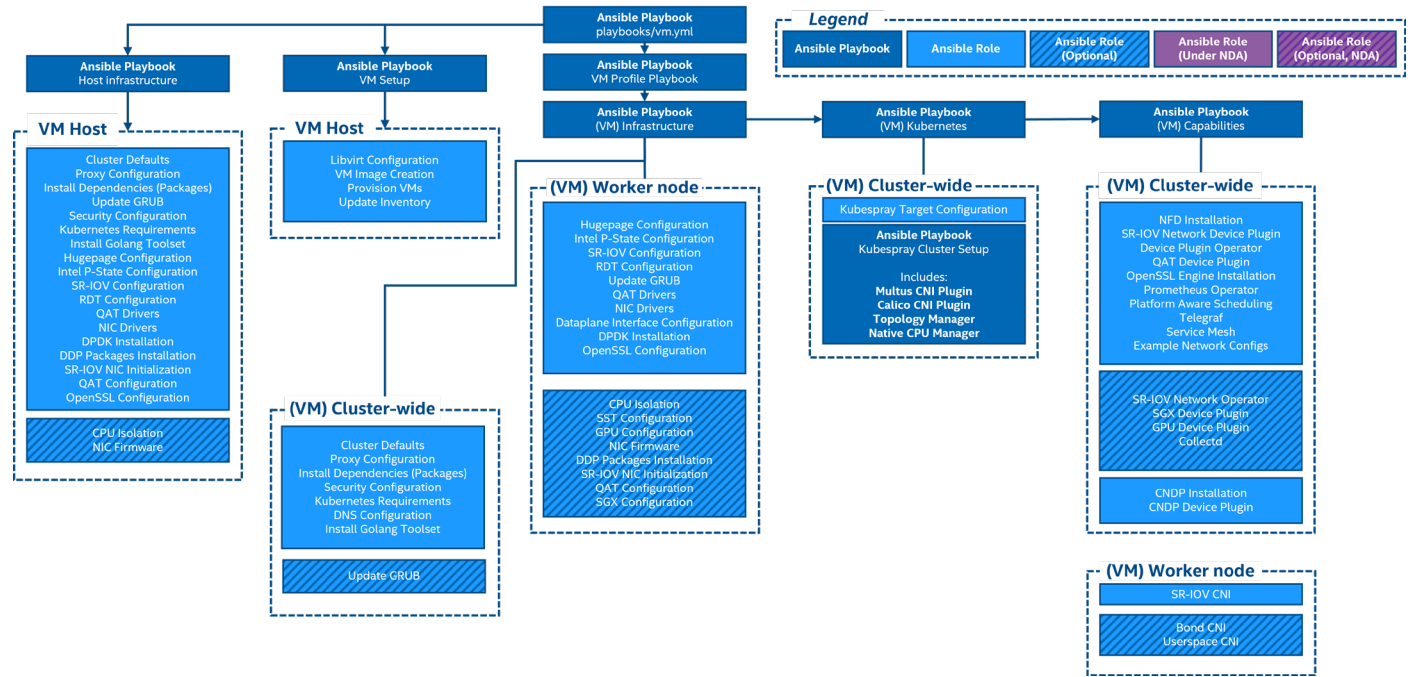 Ansible Playbook
playbooks/vm.yml
Legend
Ansible Playbook
Ansible Role
Ansible Role
(Optional)
Ansible Role
(Under NDA)
Ansible Role
(Optional, NDA)
Ansible Playbook
Host Infrastructure
Ansible Playbook
VM Setup
Ansible Playbook
VM Profile Playbook
Ansible Playbook
(VM) Infrastructure
Ansible Playbook
(VM) Kubernetes
Ansible Playbook
(VM) Capabilities
VM Host
Cluster Defaults
Proxy Configuration
Install Dependencies (Packages)
Update GRUB
Security Configuration
Kubernetes Requirements
Install Golang Toolset
Hugepage Configuration
Intel P-State Configuration
SR-IOV Configuration
RDT Configuration
QAT Drivers
NIC Drivers
DPDK Installation
DDP Packages Installation
SR-IOV NIC Initialization
QAT Configuration
OpenSSL Configuration
CPU Isolation
NIC Firmware
VM Host
Libvirt Configuration
VM Image Creation
Provision VMs
Update Inventory
(VM) Cluster-wide
Cluster Defaults
Proxy Configuration
Install Dependencies (Packages)
Security Configuration
Kubernetes Requirements
DNS Configuration
Install Golang Toolset
Update GRUB
(VM) Worker node
Hugepage Configuration
Intel P-State Configuration
SR-IOV Configuration
RDT Configuration
Update GRUB
QAT Drivers
NIC Drivers
Dataplane Interface Configuration
DPDK Installation
OpenSSL Configuration
CPU Isolation
SST Configuration
GPU Configuration
NIC Firmware
DDP Packages Installation
SR-IOV NIC Initialization
QAT Configuration
SGX Configuration
(VM) Cluster-wide
Kubespray Target Configuration
Ansible Playbook
Kubespray Cluster Setup
Includes:
Multus CNI Plugin
Calico CNI Plugin
Topology Manager
Native CPU Manager
(VM) Cluster-wide
NFD Installation
SR-IOV Network Device Plugin
Device Plugin Operator
QAT Device Plugin
OpenSSL Engine Installation
Prometheus Operator
Platform Aware Scheduling
Telegraf
Service Mesh
Example Network Configs
SR-IOV Network Operator
SGX Device Plugin
GPU Device Plugin
Collectd
CNDP Installation
CNDP Device Plugin
(VM) Worker node
SR-IOV CNI
Bond CNI
Userspace CNI